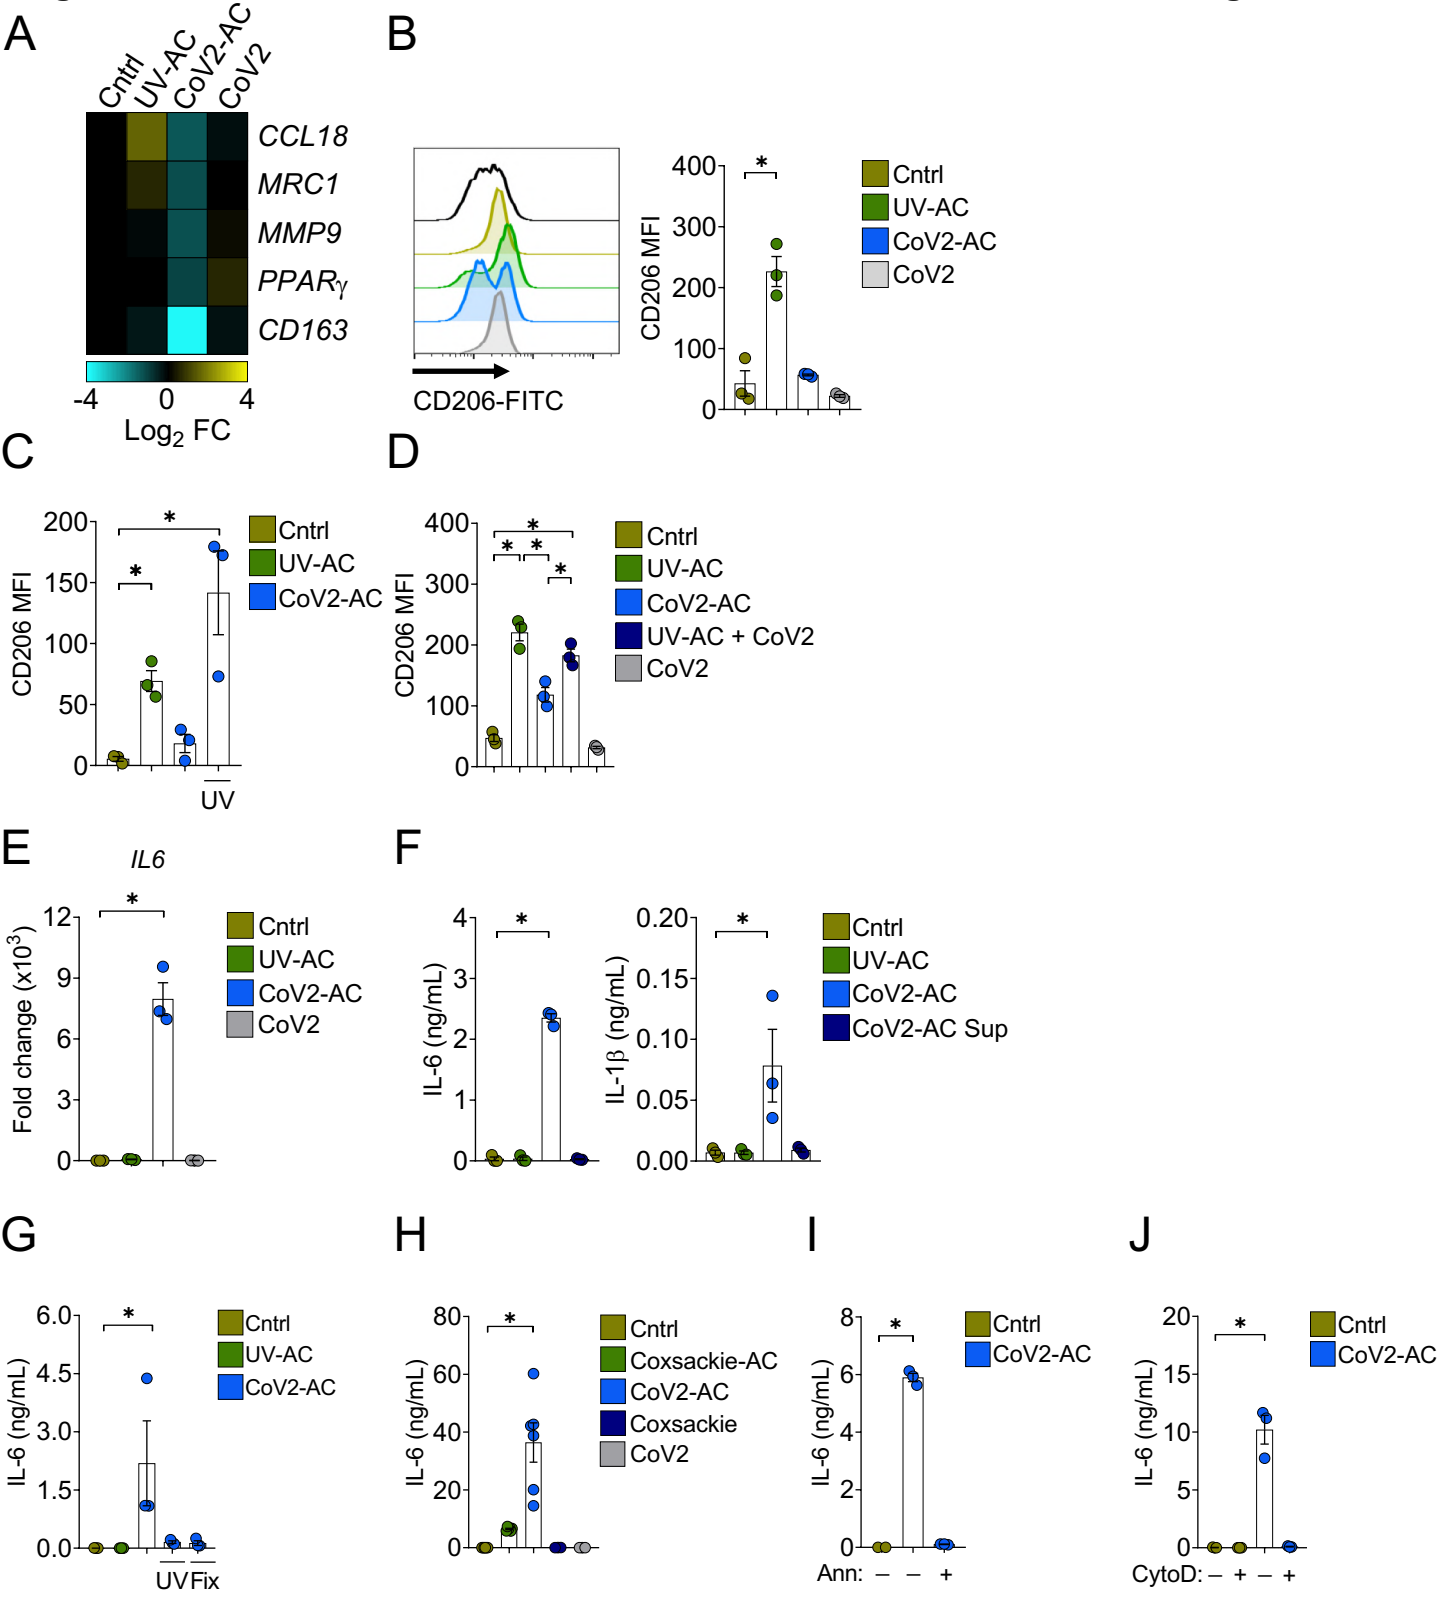 A
B
Cntrl
UV-AC
CoV2-AC
CoV2
CCL18
MRC1
MMP9
PPARγ
CD163
-4 0 4
Log2 FC
CD206-FITC
CD206 MFI
400
300
200
100
0
*
Cntrl
UV-AC
CoV2-AC
CoV2
C
D
CD206 MFI
200
150
100
50
0
*
*
UV
Cntrl
UV-AC
CoV2-AC
CD206 MFI
400
300
200
100
0
*
* *
*
Cntrl
UV-AC
CoV2-AC
UV-AC + CoV2
CoV2
E
F
IL6
Fold change (x10³)
12
9
6
3
0
*
Cntrl
UV-AC
CoV2-AC
CoV2
IL-6 (ng/mL)
4
3
2
1
0
*
IL-1β (ng/mL)
0.20
0.15
0.10
0.05
0.00
*
Cntrl
UV-AC
CoV2-AC
CoV2-AC Sup
G
H
I
J
IL-6 (ng/mL)
6.0
4.5
3.0
1.5
0.0
*
UV Fix
Cntrl
UV-AC
CoV2-AC
IL-6 (ng/mL)
80
60
40
20
0
*
Cntrl
Coxsackie-AC
CoV2-AC
Coxsackie
CoV2
IL-6 (ng/mL)
8
6
4
2
0
*
Ann: – – +
Cntrl
CoV2-AC
IL-6 (ng/mL)
20
15
10
5
0
*
CytoD: – + – +
Cntrl
CoV2-AC